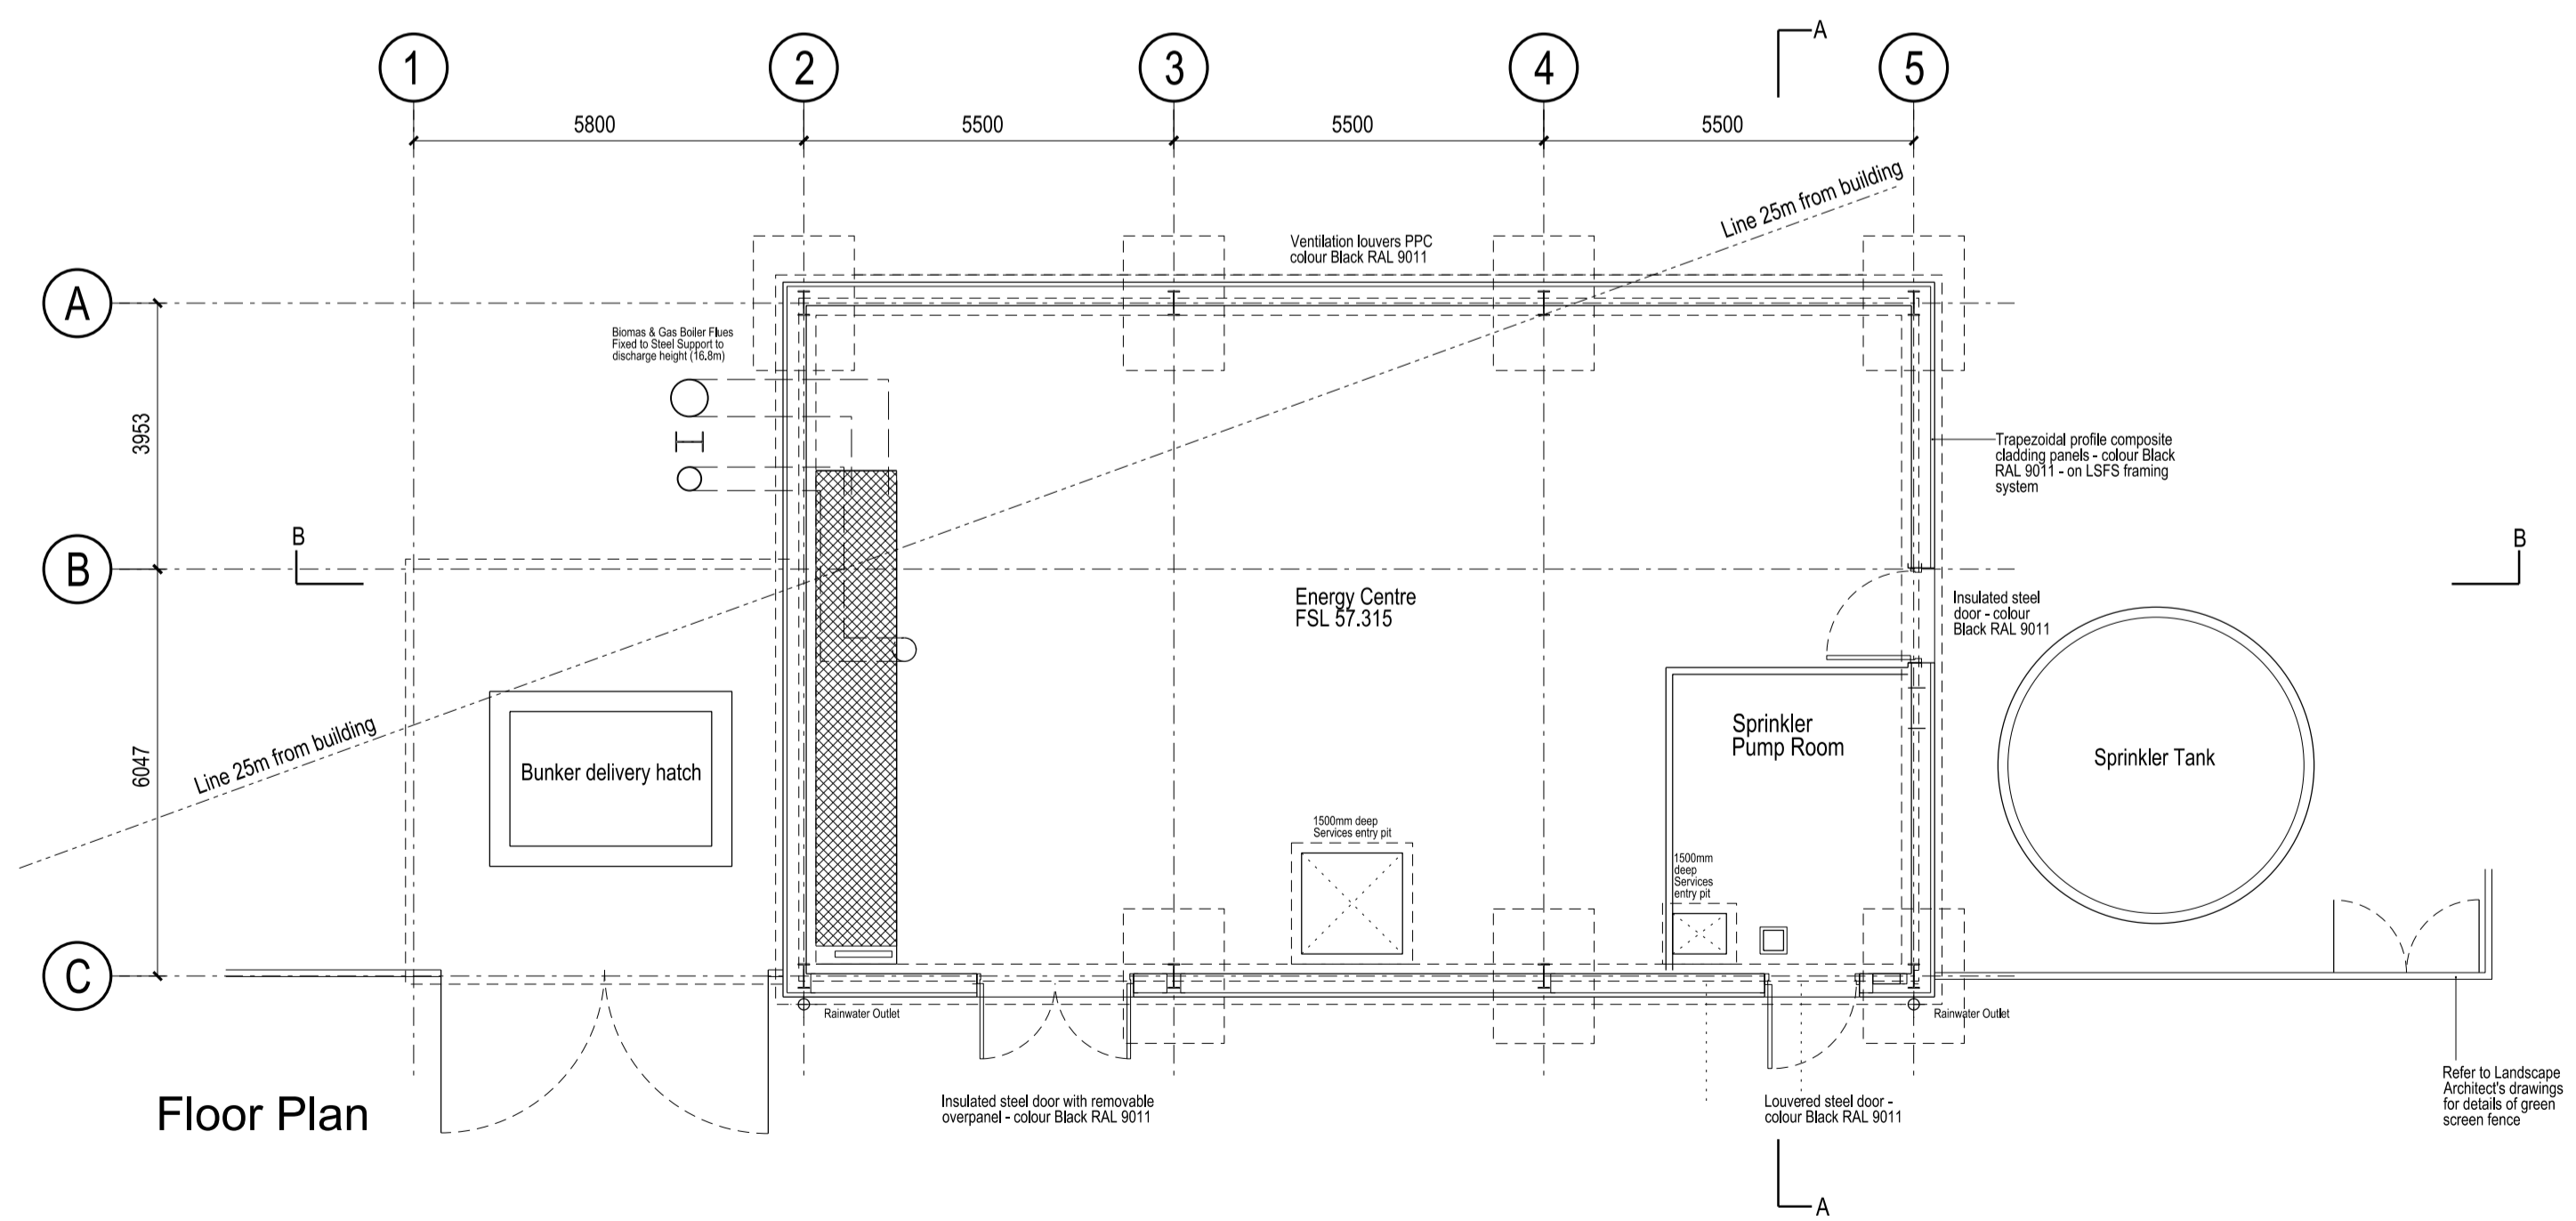 A
1
2
3
4
5
5800
5500
5500
5500
Line 25m from building
Ventilation louvers PPC
colour Black RAL 9011
A
Biomas & Gas Boiler Flues
Fixed to Steel Support to
discharge height (16.8m)
3953
Trapezoidal profile composite
cladding panels - colour Black
RAL 9011 - on LSFS framing
system
B
B
B
Energy Centre
FSL 57.315
Insulated steel
door - colour
Black RAL 9011
Line 25m from building
6047
Bunker delivery hatch
Sprinkler
Pump Room
Sprinkler Tank
1500mm deep
Services entry pit
1500mm
deep
Services
entry pit
C
Rainwater Outlet
Rainwater Outlet
Floor Plan
Insulated steel door with removable
overpanel - colour Black RAL 9011
Louvered steel door -
colour Black RAL 9011
Refer to Landscape
Architect's drawings
for details of green
screen fence
A